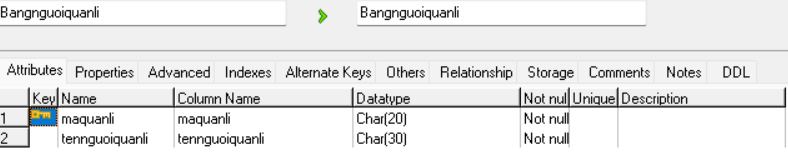 Bangnguoiquanli Bangnguoiquanli
Attributes Properties Advanced Indexes Alternate Keys Others Relationship Storage Comments Notes DDL
Key Name Column Name Datatype Not nul Unique Description
1 maquanli maquanli Char(20) Not null
2 tennguoiquanli tennguoiquanli Char(30) Not null